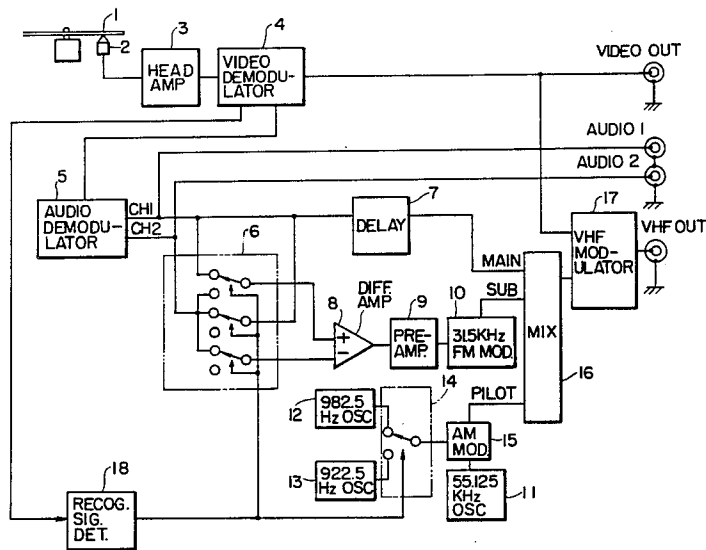 1
2
3
HEAD
AMP
4
VIDEO
DEMODU-
LATOR
VIDEO OUT
AUDIO 1
AUDIO 2
5
AUDIO
DEMODU-
LATOR
CH1
CH2
6
7
DELAY
17
VHF
MOD-
ULATOR
VHF OUT
MAIN
SUB
MIX
16
PILOT
8
DIFF.
AMP
+
−
9
PRE-
AMP.
10
31.5KHz
FM MOD.
12
982.5
Hz OSC
13
922.5
Hz OSC
14
AM
MOD.
15
55.125
KHz
OSC
11
18
RECOG.
SIG.
DET.